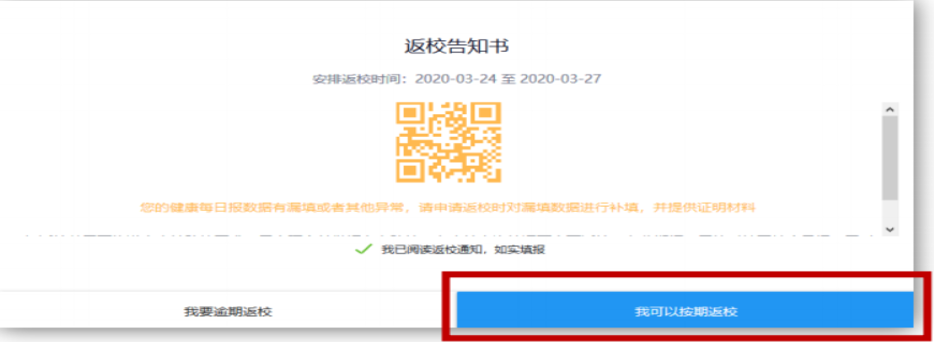 返校告知书
安排返校时间：2020-03-24 至 2020-03-27
您的健康每日报数据有漏填或者其他异常，请申请返校时对漏填数据进行补填，并提供证明材料
我已阅读返校通知，如实填报
我要逾期返校
我可以按期返校